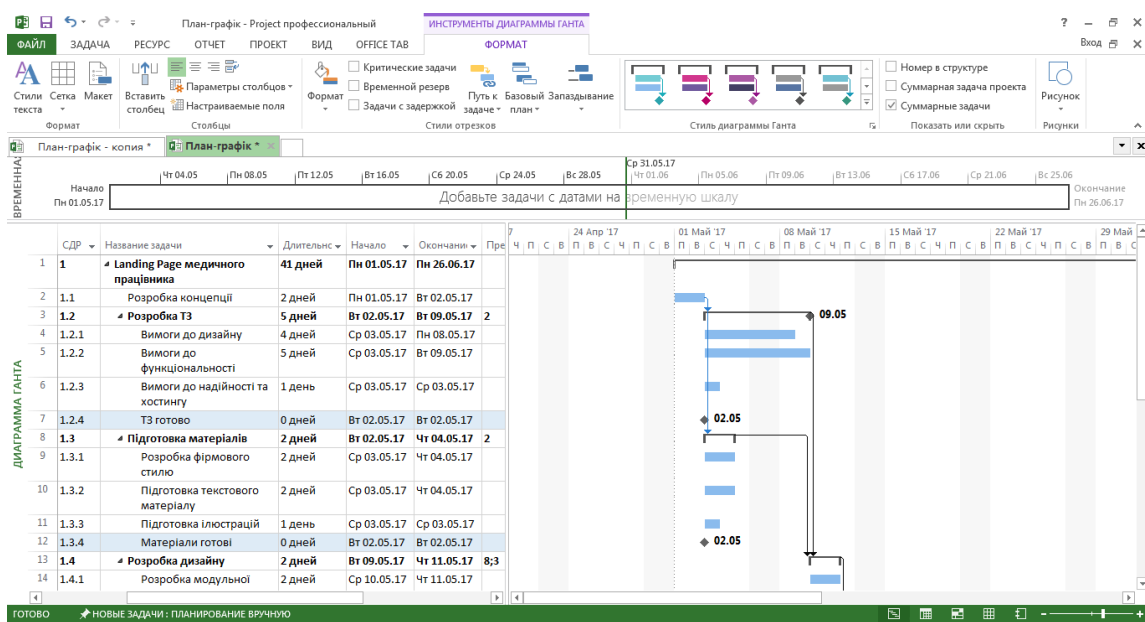 План-графік - Project профессиональный
ИНСТРУМЕНТЫ ДИАГРАММЫ ГАНТА
?
ФАЙЛ ЗАДАЧА РЕСУРС ОТЧЕТ ПРОЕКТ ВИД OFFICE TAB ФОРМАТ Вход
Стили текста
Сетка
Макет
Формат
Вставить столбец
Параметры столбцов
Настраиваемые поля
Столбцы
Формат
Критические задачи
Временной резерв
Задачи с задержкой
Путь к задаче
Базовый план
Запаздывание
Стили отрезков
Стиль диаграммы Ганта
Номер в структуре
Суммарная задача проекта
Суммарные задачи
Показать или скрыть
Рисунок
Рисунки
План-графік - копия *
План-графік *
ВРЕМЕННА
Ср 31.05.17
Чт 04.05 Пн 08.05 Пт 12.05 Вт 16.05 Сб 20.05 Ср 24.05 Вс 28.05 Чт 01.06 Пн 05.06 Пт 09.06 Вт 13.06 Сб 17.06 Ср 21.06 Вс 25.06
Начало
Пн 01.05.17
Добавьте задачи с датами на временную шкалу
Окончание
Пн 26.06.17
7 24 Апр '17 01 Май '17 08 Май '17 15 Май '17 22 Май '17 29 Май
СДР Название задачи Длительнс Начало Окончани Пре Ч П С В П В С Ч П С В П В С Ч П С В П В С Ч П С В П В С Ч П С В П В С Ч П С В П В С
1 1 Landing Page медичного працівника 41 дней Пн 01.05.17 Пн 26.06.17
2 1.1 Розробка концепції 2 дней Пн 01.05.17 Вт 02.05.17
3 1.2 Розробка ТЗ 5 дней Вт 02.05.17 Вт 09.05.17 2 09.05
4 1.2.1 Вимоги до дизайну 4 дней Ср 03.05.17 Пн 08.05.17
5 1.2.2 Вимоги до функціональності 5 дней Ср 03.05.17 Вт 09.05.17
6 1.2.3 Вимоги до надійності та хостингу 1 день Ср 03.05.17 Ср 03.05.17
7 1.2.4 ТЗ готово 0 дней Вт 02.05.17 Вт 02.05.17 02.05
8 1.3 Підготовка матеріалів 2 дней Вт 02.05.17 Чт 04.05.17 2
9 1.3.1 Розробка фірмового стилю 2 дней Ср 03.05.17 Чт 04.05.17
10 1.3.2 Підготовка текстового матеріалу 2 дней Ср 03.05.17 Чт 04.05.17
11 1.3.3 Підготовка ілюстрацій 1 день Ср 03.05.17 Ср 03.05.17
12 1.3.4 Матеріали готові 0 дней Вт 02.05.17 Вт 02.05.17 02.05
13 1.4 Розробка дизайну 2 дней Вт 09.05.17 Чт 11.05.17 8;3
14 1.4.1 Розробка модульної 2 дней Ср 10.05.17 Чт 11.05.17
ДИАГРАММА ГАНТА
ГОТОВО НОВЫЕ ЗАДАЧИ : ПЛАНИРОВАНИЕ ВРУЧНУЮ